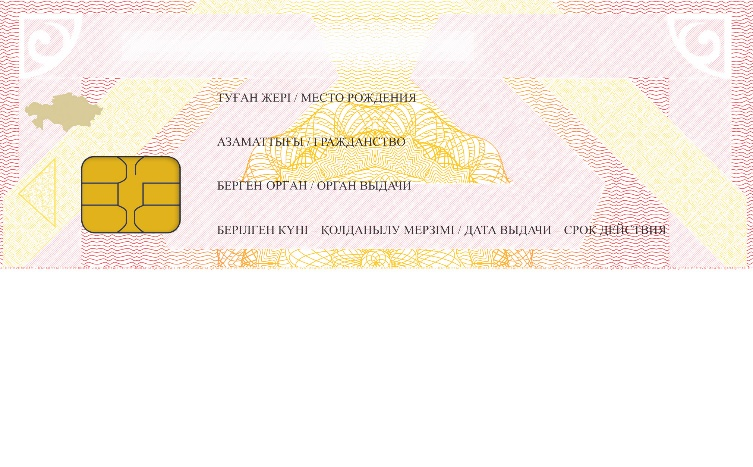 ТУҒАН ЖЕРІ / МЕСТО РОЖДЕНИЯ
АЗАМАТТЫҒЫ / ГРАЖДАНСТВО
БЕРГЕН ОРГАН / ОРГАН ВЫДАЧИ
БЕРІЛГЕН КҮНІ – ҚОЛДАНЫЛУ МЕРЗІМІ / ДАТА ВЫДАЧИ – СРОК ДЕЙСТВИЯ